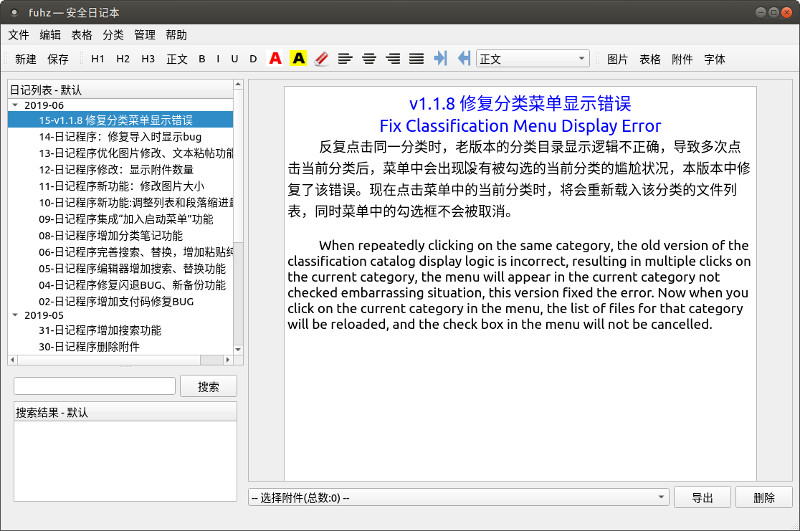 fuhz — 安全日记本
文件 编辑 表格 分类 管理 帮助
新建 保存 H1 H2 H3 正文 B I U D A A 正文 图片 表格 附件 字体
日记列表 - 默认
2019-06
15-v1.1.8 修复分类菜单显示错误
14-日记程序：修复导入时显示bug
13-日记程序优化图片修改、文本粘帖功能
12-日记程序修改：显示附件数量
11-日记程序新功能：修改图片大小
10-日记程序新功能:调整列表和段落缩进
09-日记程序集成“加入启动菜单”功能
08-日记程序增加分类笔记功能
06-日记程序完善搜索、替换，增加粘贴纯
05-日记程序编辑器增加搜索、替换功能
04-日记程序修复闪退BUG、新备份功能
02-日记程序增加支付码修复BUG
2019-05
31-日记程序增加搜索功能
30-日记程序删除附件
搜索
搜索结果 - 默认
v1.1.8 修复分类菜单显示错误
Fix Classification Menu Display Error
反复点击同一分类时，老版本的分类目录显示逻辑不正确，导致多次点
击当前分类后，菜单中会出现没有被勾选的当前分类的尴尬状况，本版本中修
复了该错误。现在点击菜单中的当前分类时，将会重新载入该分类的文件列
表，同时菜单中的勾选框不会被取消。
When repeatedly clicking on the same category, the old version of the
classification catalog display logic is incorrect, resulting in multiple clicks on
the current category, the menu will appear in the current category not
checked embarrassing situation, this version fixed the error. Now when you
click on the current category in the menu, the list of files for that category
will be reloaded, and the check box in the menu will not be cancelled.
-- 选择附件(总数:0) --
导出
删除